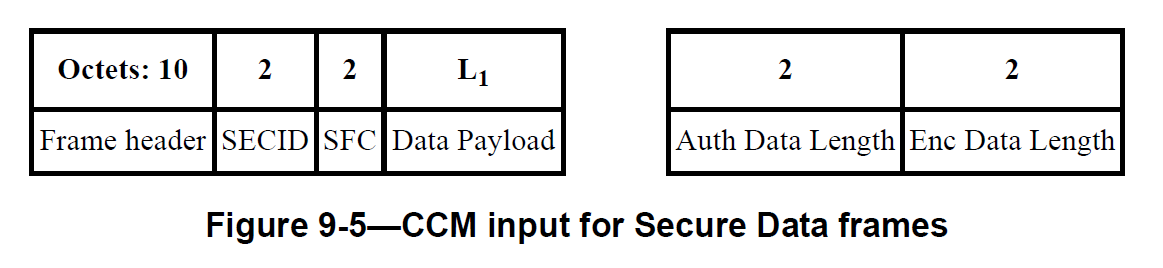 Octets: 10 2 2 L1 2 2
Frame header SECID SFC Data Payload Auth Data Length Enc Data Length
Figure 9-5—CCM input for Secure Data frames